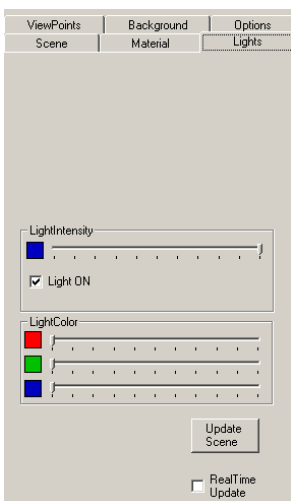 ViewPoints Background Options
Scene Material Lights
LightIntensity
Light ON
LightColor
Update
Scene
RealTime
Update